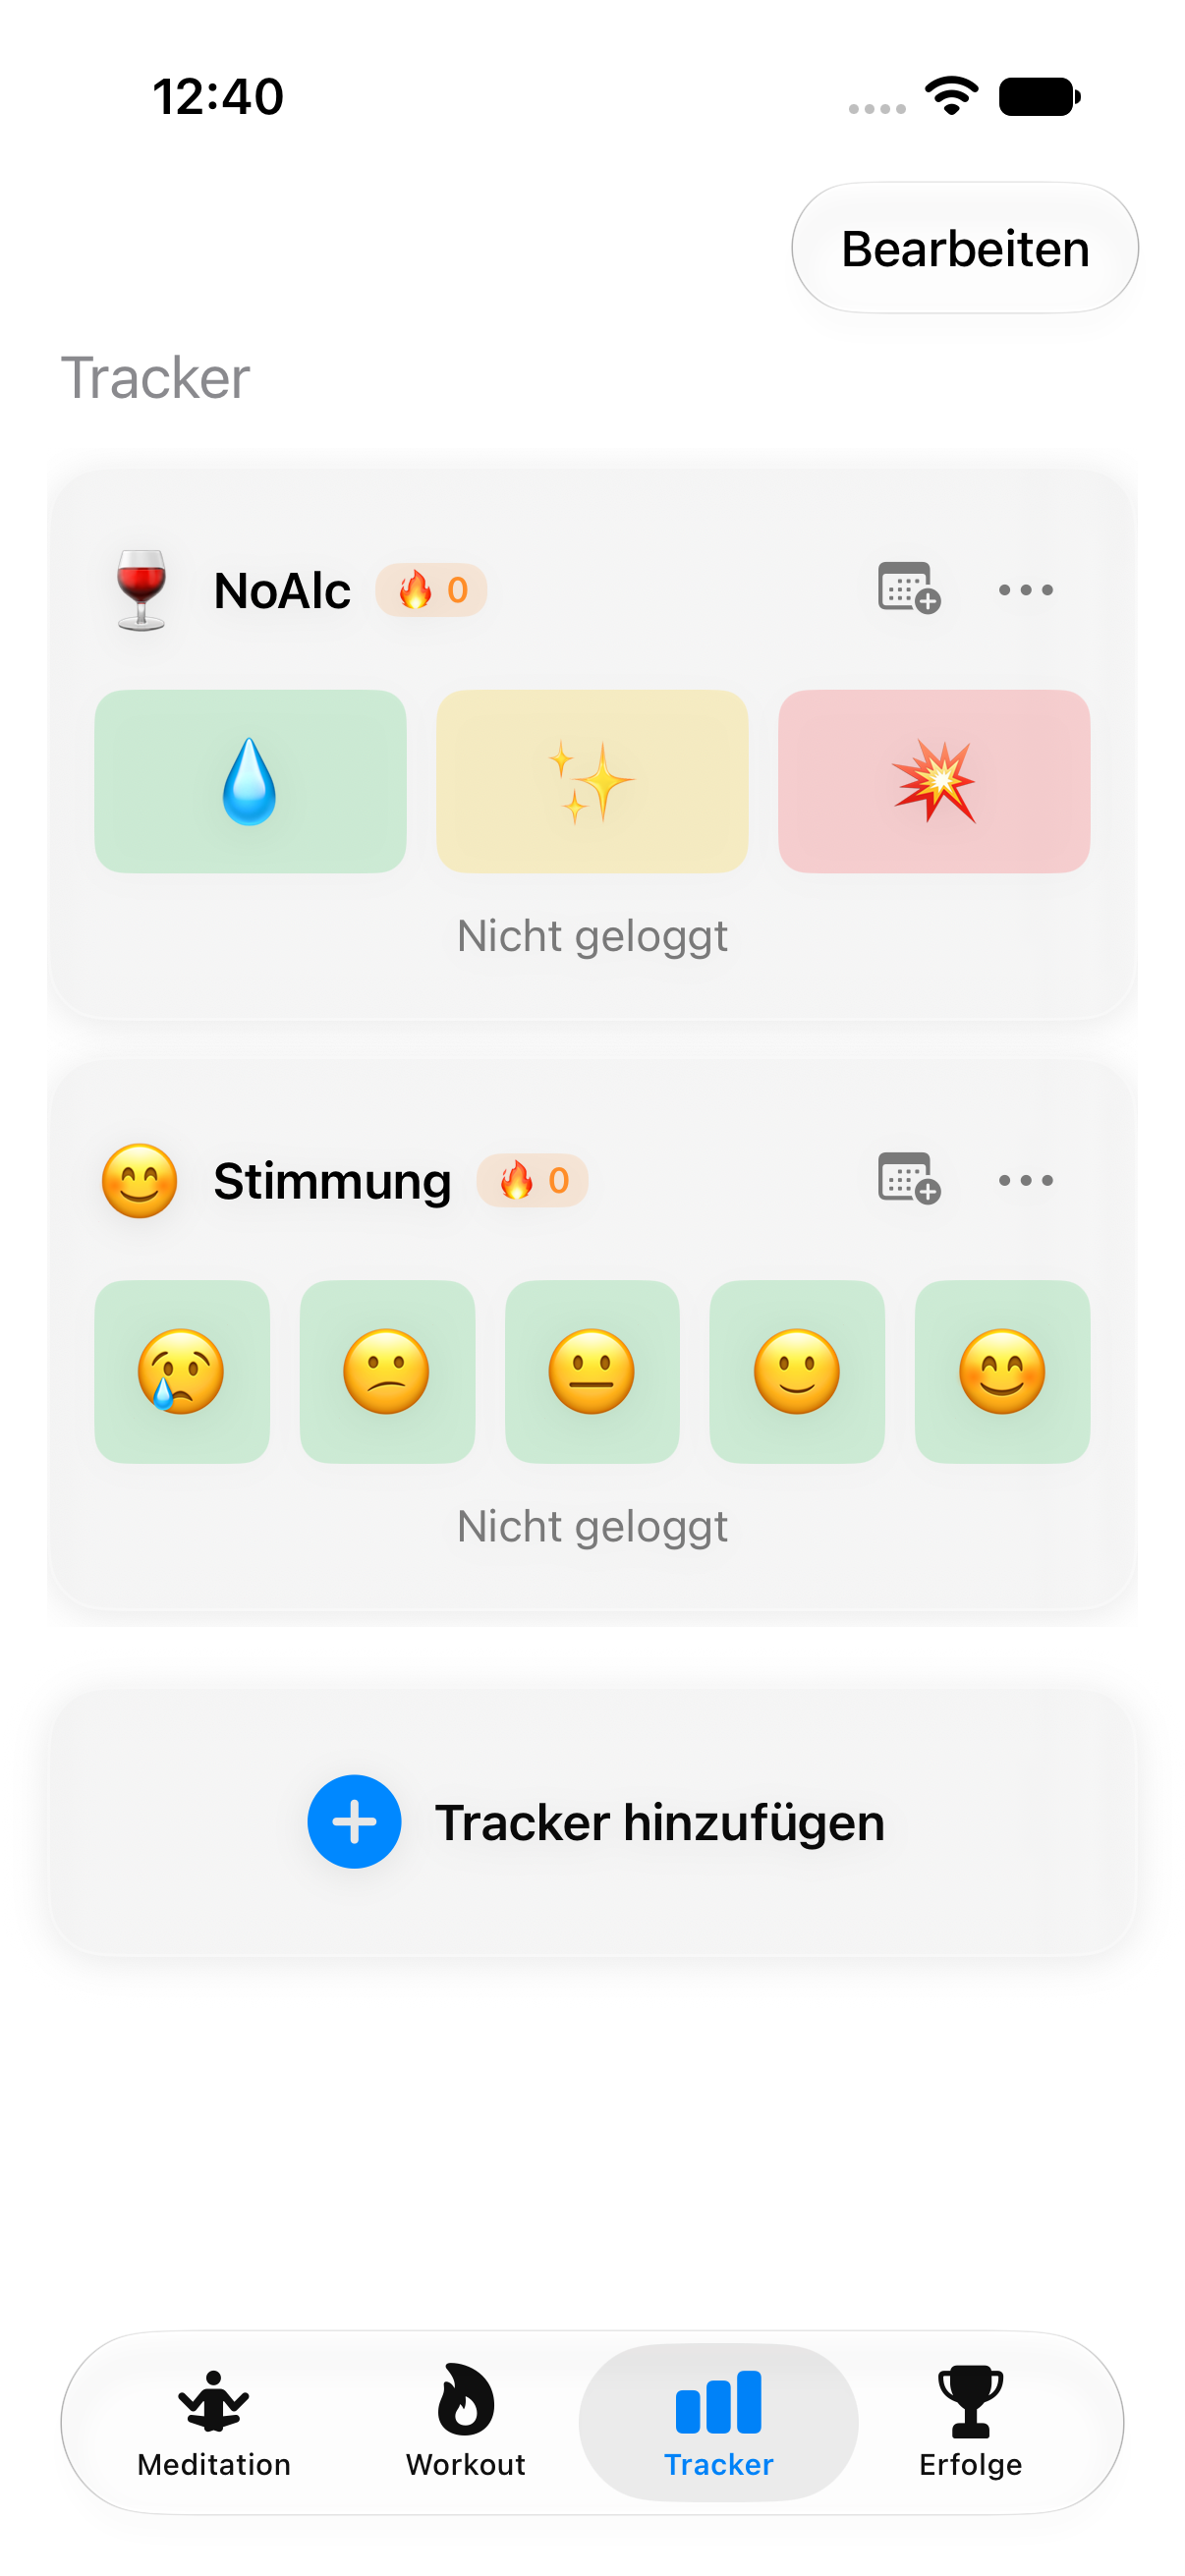 12:40
Bearbeiten
Tracker
NoAlc 🔥 0
Nicht geloggt
Stimmung 🔥 0
Nicht geloggt
Tracker hinzufügen
Meditation Workout Tracker Erfolge